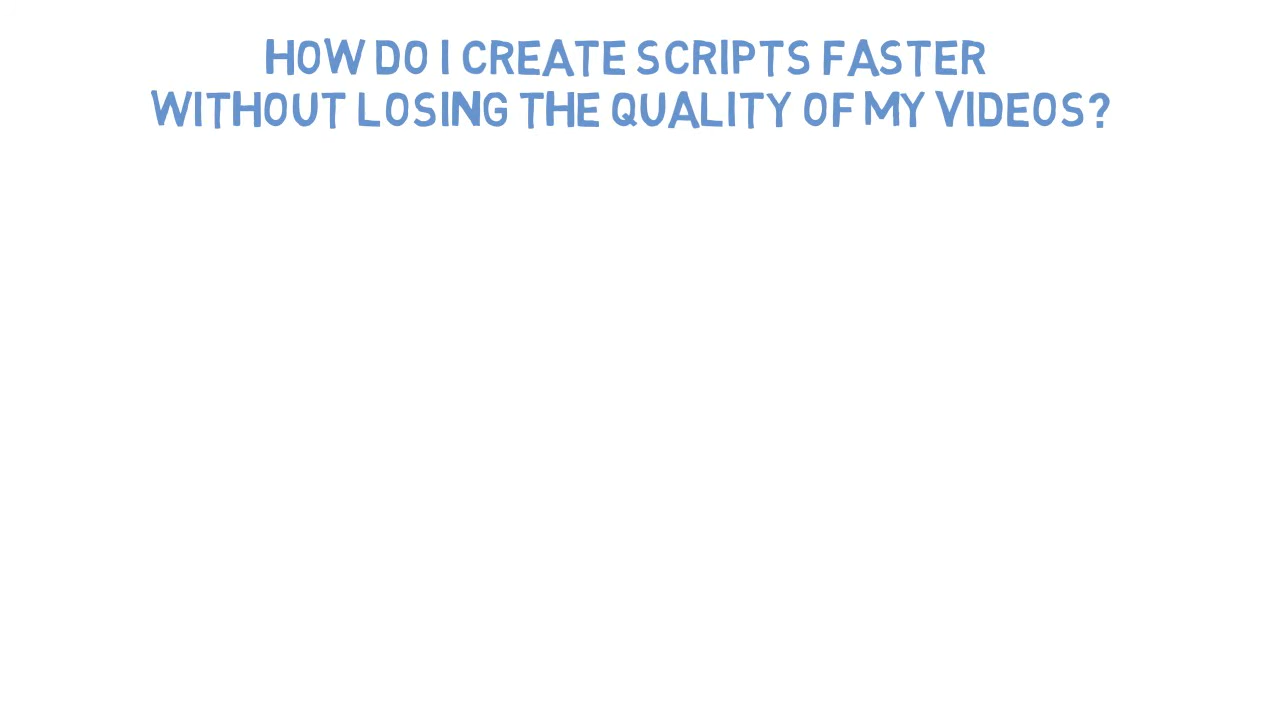 HOW DO I CREATE SCRIPTS FASTER
WITHOUT LOSING THE QUALITY OF MY VIDEOS?